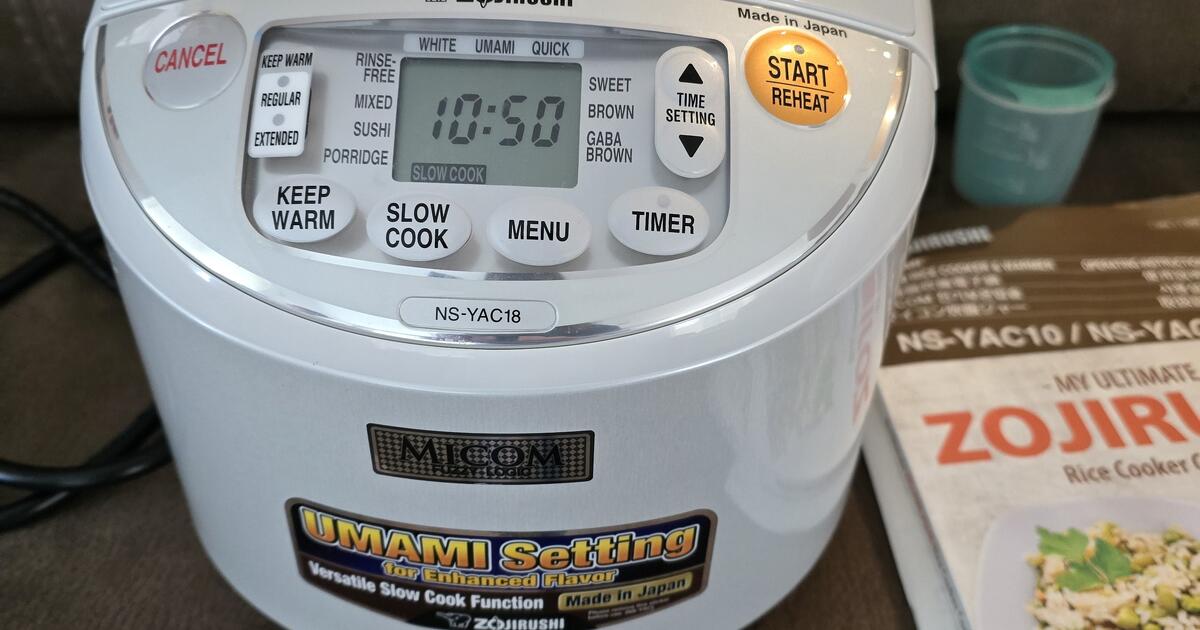 ZOJIRUSHI
Made in Japan
CANCEL
KEEP WARM
REGULAR
EXTENDED
RINSE-
FREE
MIXED
SUSHI
PORRIDGE
WHITE UMAMI QUICK
10:50
SLOW COOK
SWEET
BROWN
GABA
BROWN
TIME
SETTING
START
REHEAT
KEEP
WARM
SLOW
COOK
MENU
TIMER
NS-YAC18
MICOM
FUZZY LOGIC
UMAMI Setting
for Enhanced Flavor
Versatile Slow Cook Function
Made in Japan
ZOJIRUSHI
NS-YAC10 / NS-YAC
MY ULTIMATE
ZOJIRU
Rice Cooker C